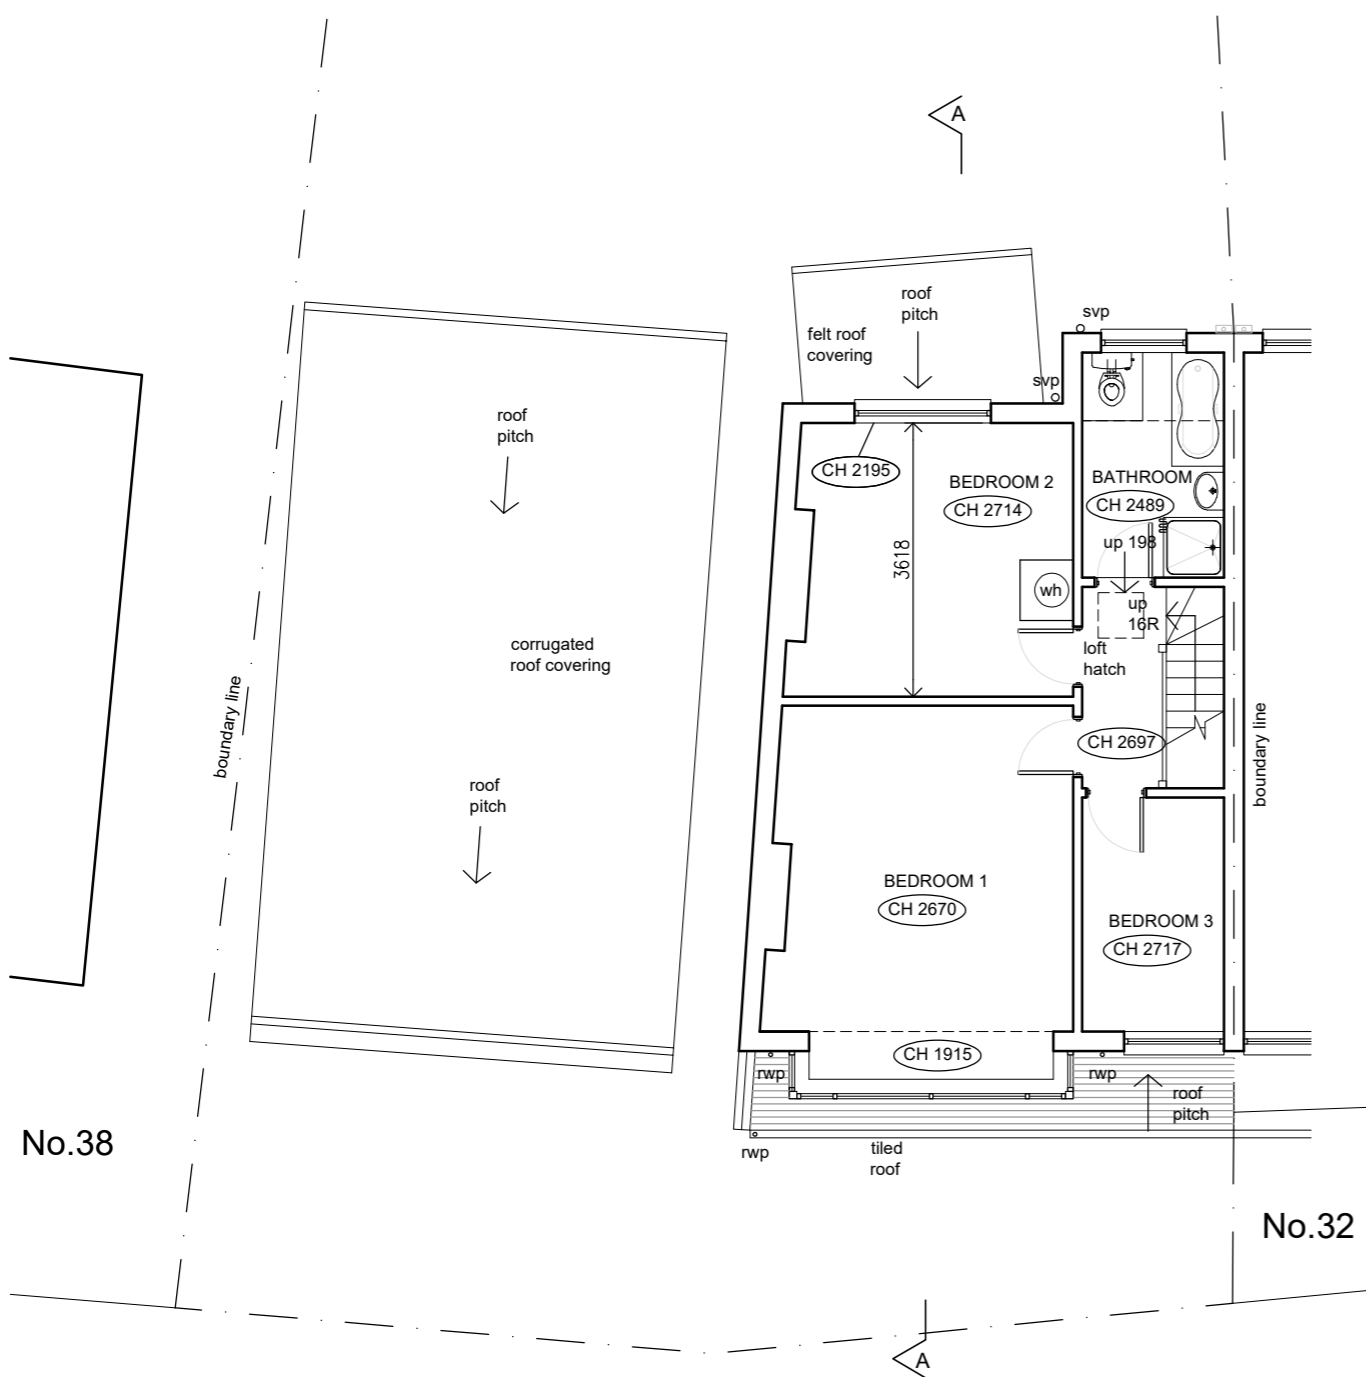 A
roof
pitch
felt roof
covering
svp
svp
roof
pitch
CH 2195
BEDROOM 2
CH 2714
BATHROOM
CH 2489
3618
up 198
wh
up
16R
loft
hatch
corrugated
roof covering
boundary line
CH 2697
boundary line
roof
pitch
BEDROOM 1
CH 2670
BEDROOM 3
CH 2717
CH 1915
rwp
rwp
roof
pitch
No.38
rwp
tiled
roof
No.32
A